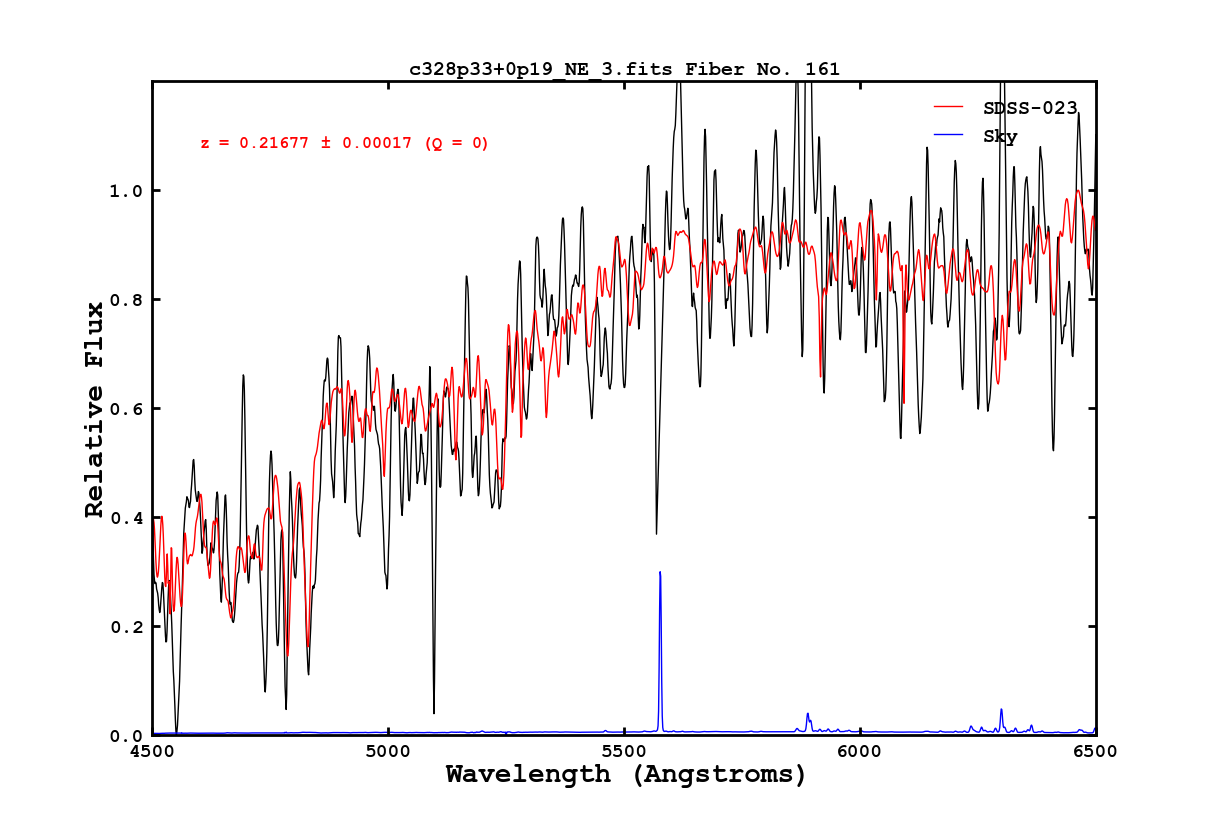 c328p33+0p19_NE_3.fits Fiber No. 161
SDSS-023
Sky
z = 0.21677 ± 0.00017 (Q = 0)
Relative Flux
1.0
0.8
0.6
0.4
0.2
0.0
4500 5000 5500 6000 6500
Wavelength (Angstroms)